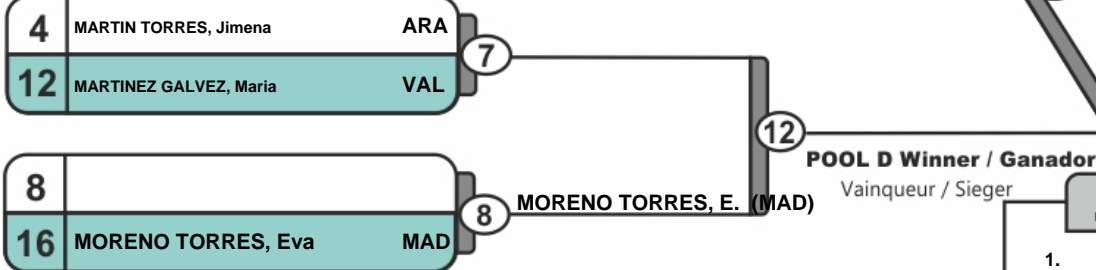 4 MARTIN TORRES, Jimena ARA
7
12 MARTINEZ GALVEZ, Maria VAL
12
POOL D Winner / Ganador
Vainqueur / Sieger
8
16 MORENO TORRES, Eva MAD
8
MORENO TORRES, E. (MAD)
1.